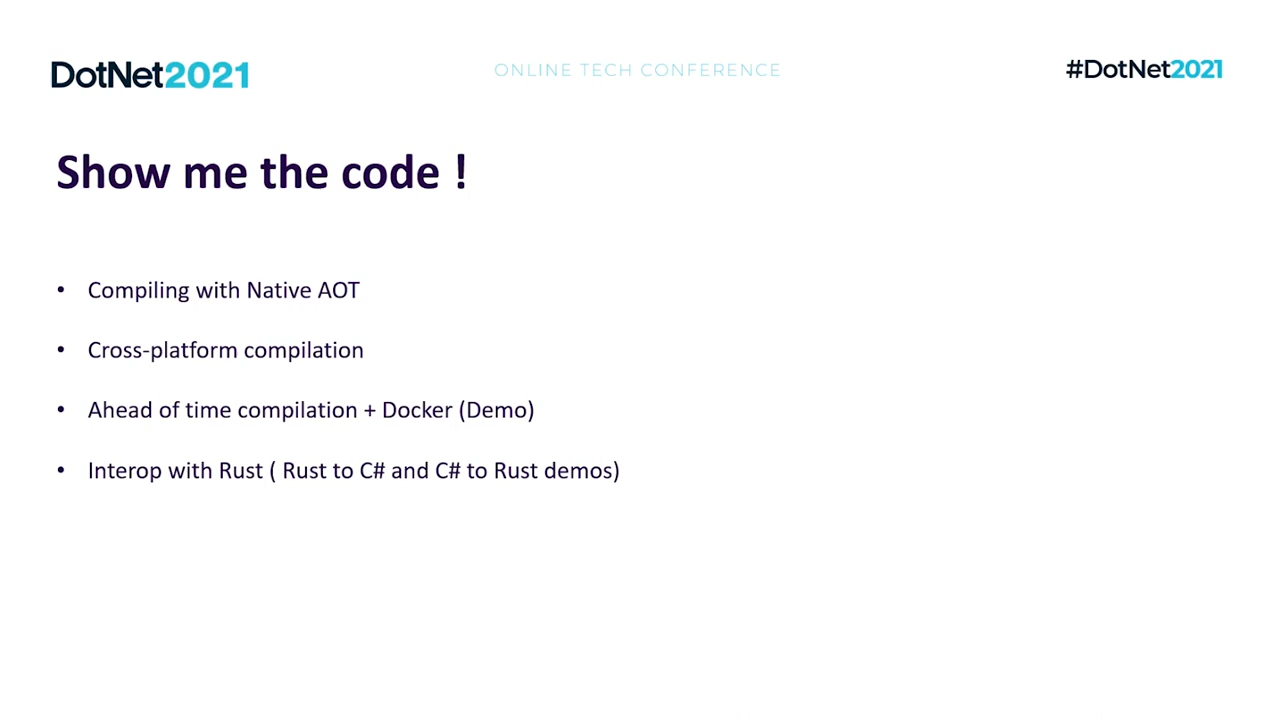 DotNet2021
ONLINE TECH CONFERENCE
#DotNet2021
Show me the code !
• Compiling with Native AOT
• Cross-platform compilation
• Ahead of time compilation + Docker (Demo)
• Interop with Rust ( Rust to C# and C# to Rust demos)